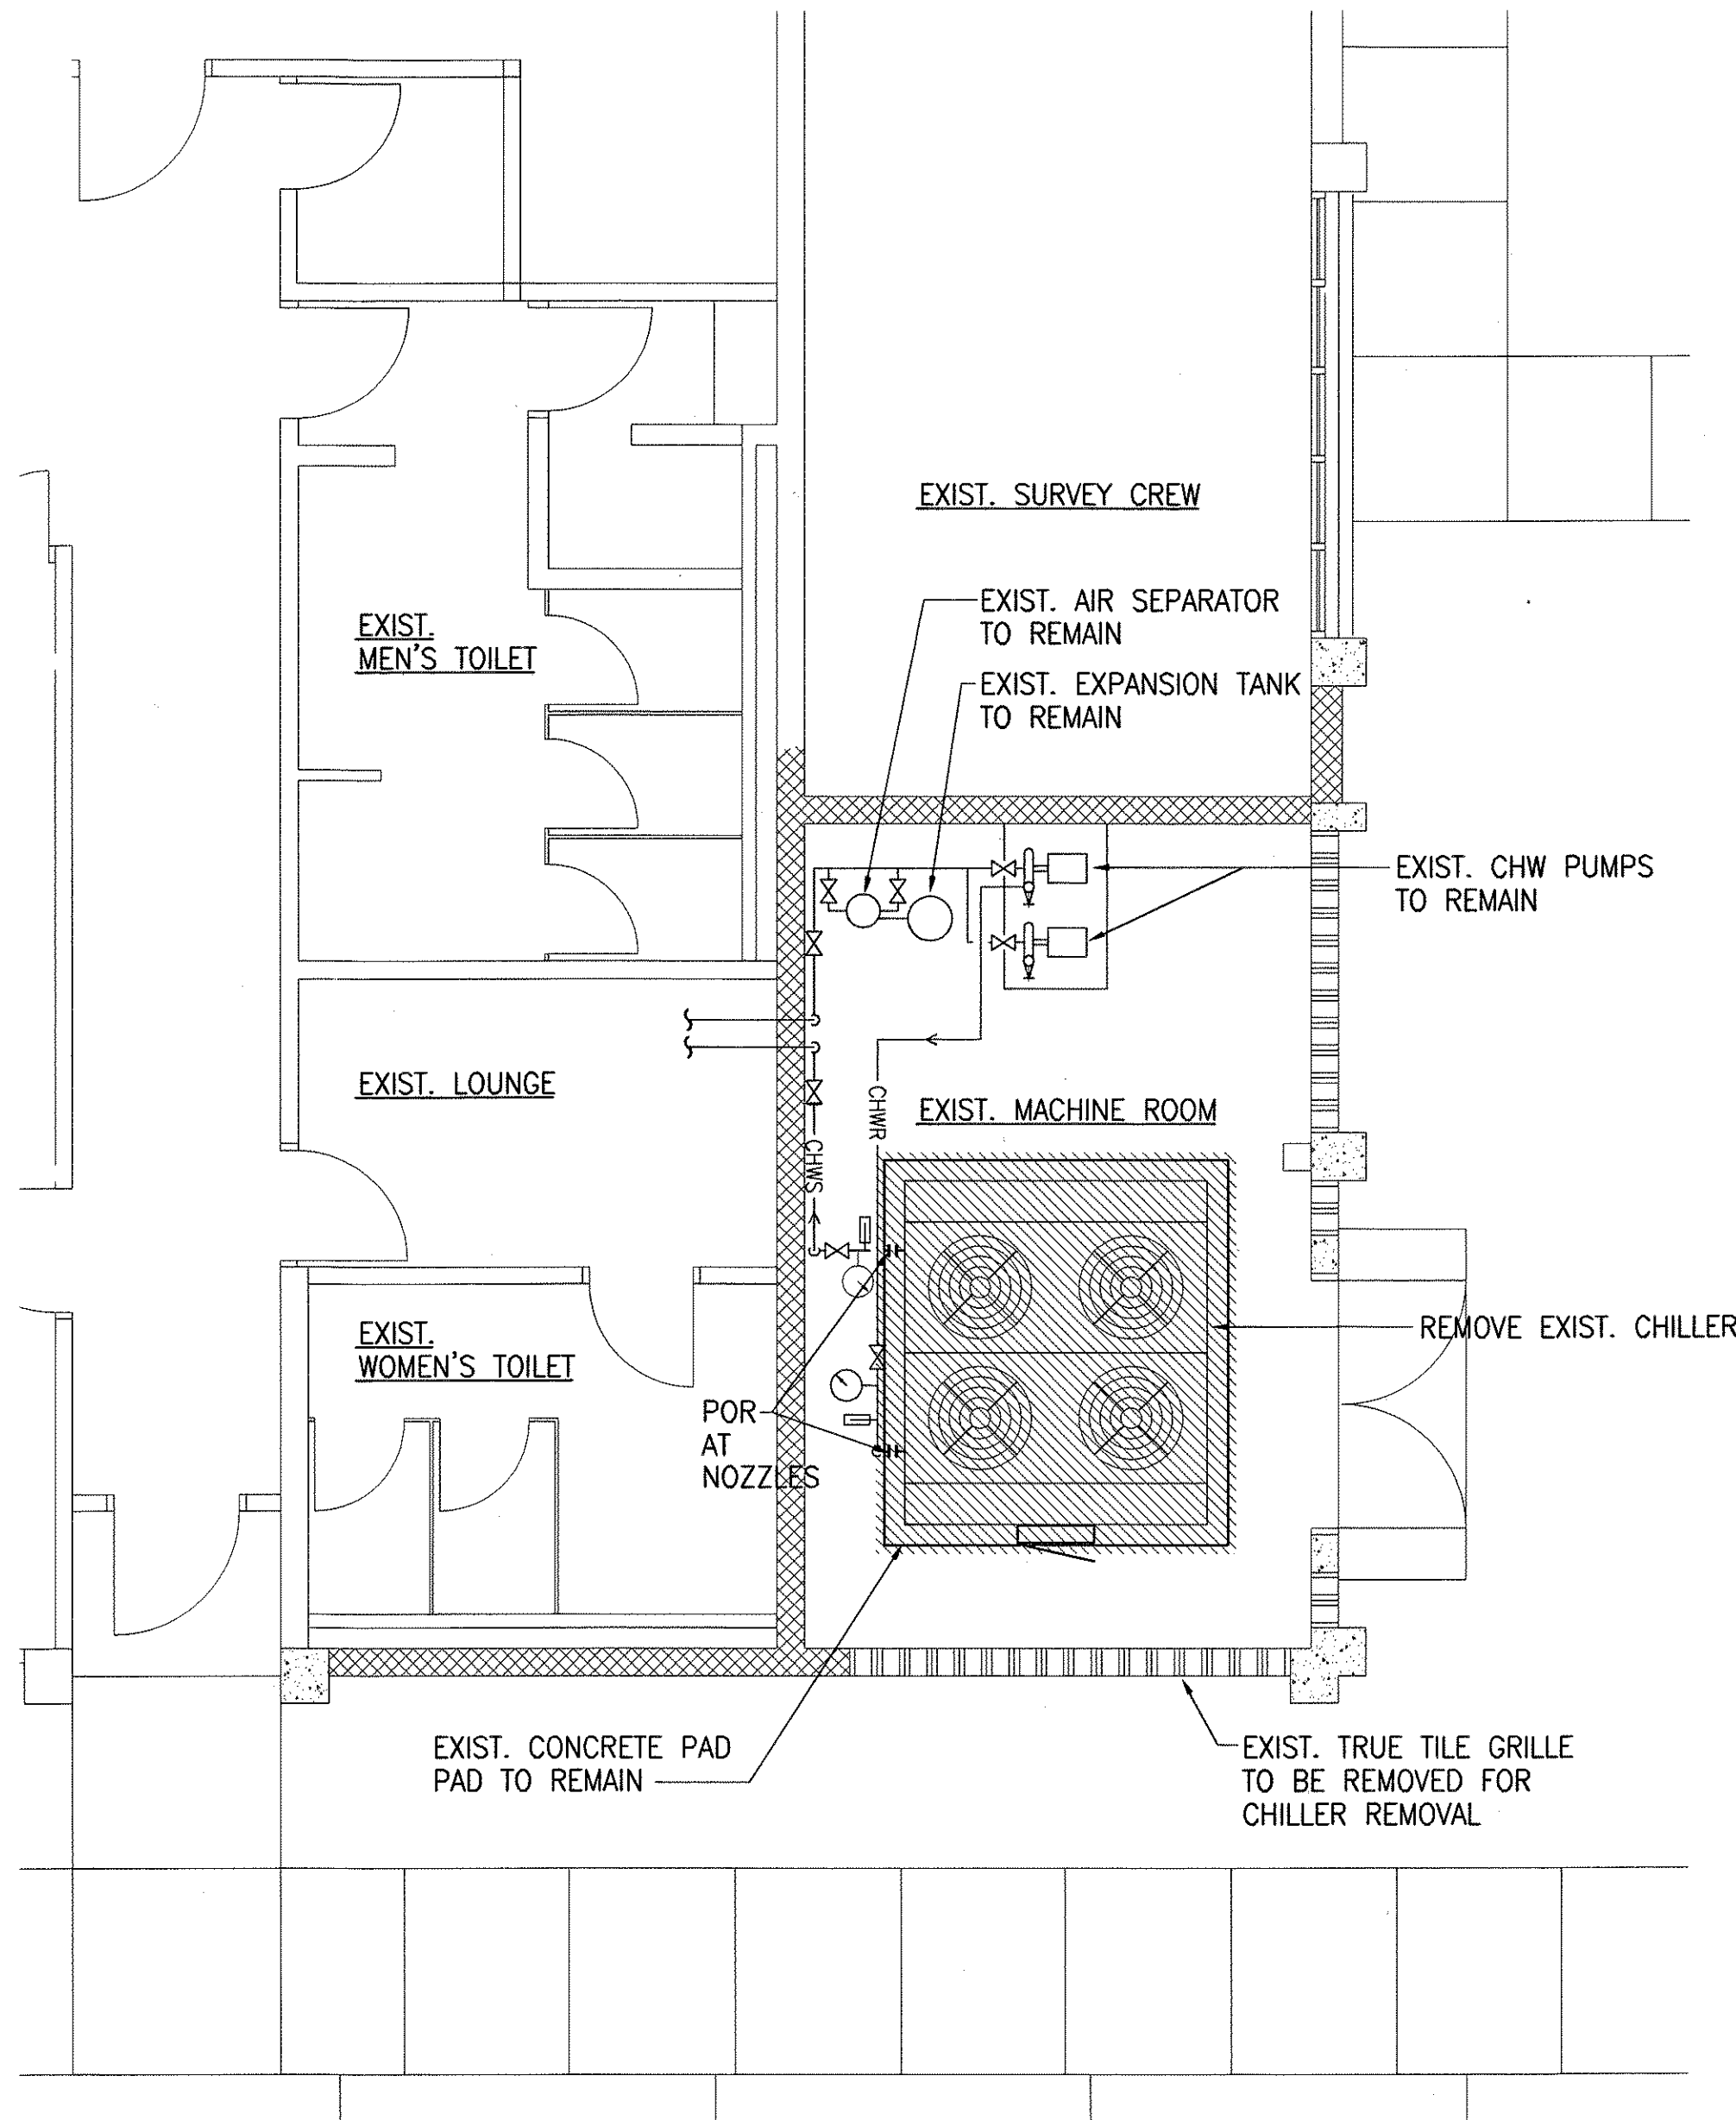 EXIST. SURVEY CREW
EXIST. AIR SEPARATOR
TO REMAIN
EXIST.
MEN'S TOILET
EXIST. EXPANSION TANK
TO REMAIN
EXIST. CHW PUMPS
TO REMAIN
EXIST. LOUNGE
CHWR
EXIST. MACHINE ROOM
CHWS
EXIST.
WOMEN'S TOILET
REMOVE EXIST. CHILLER
POR
AT
NOZZLES
EXIST. CONCRETE PAD
PAD TO REMAIN
EXIST. TRUE TILE GRILLE
TO BE REMOVED FOR
CHILLER REMOVAL